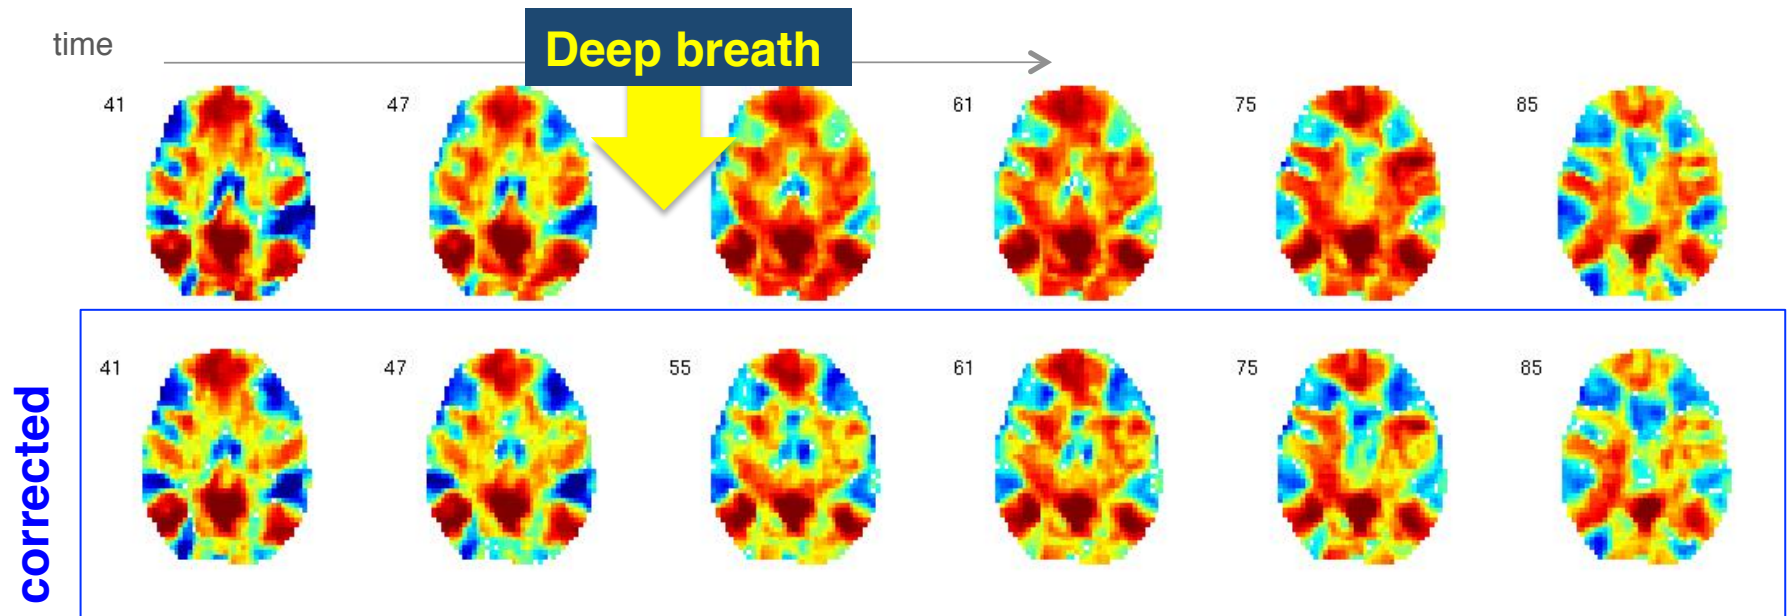 time
Deep breath
41 47 61 75 85
corrected
41 47 55 61 75 85